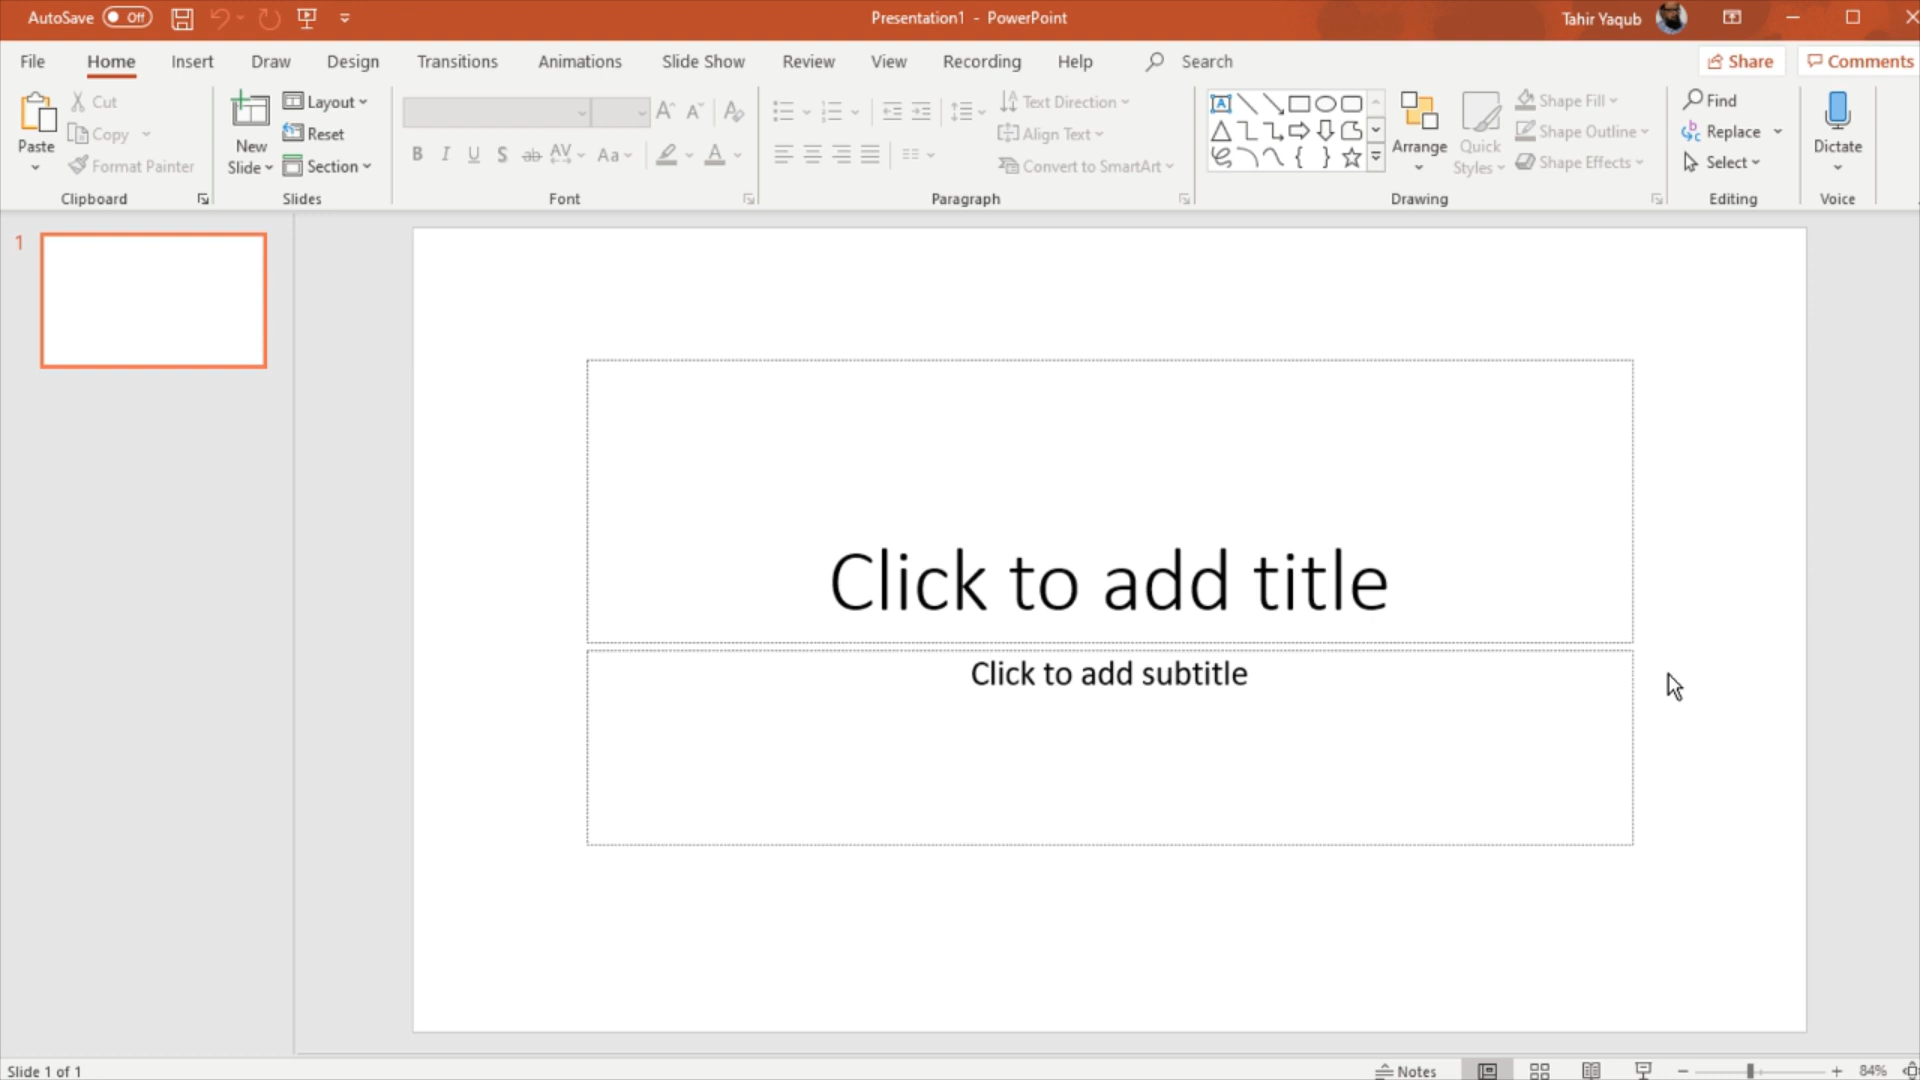 AutoSave Off Presentation1 - PowerPoint Tahir Yaqub
File Home Insert Draw Design Transitions Animations Slide Show Review View Recording Help Search Share Comments
Paste
Cut
Copy
Format Painter
Clipboard
New
Slide
Layout
Reset
Section
Slides
B I U S ab AV Aa A
Font
Text Direction
Align Text
Convert to SmartArt
Paragraph
Arrange
Quick
Styles
Shape Fill
Shape Outline
Shape Effects
Drawing
Find
Replace
Select
Editing
Dictate
Voice
1
Click to add title
Click to add subtitle
Slide 1 of 1 Notes 84%